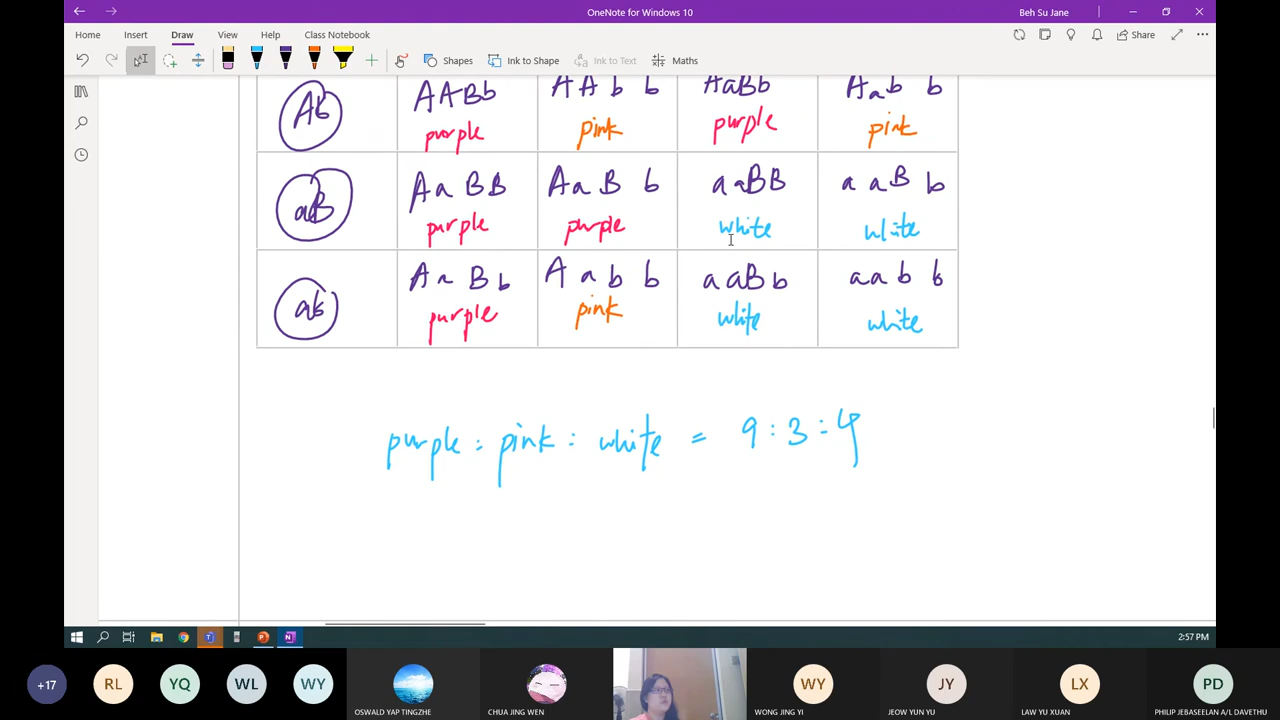 OneNote for Windows 10
Beh Su Jane
Home Insert Draw View Help Class Notebook
Share
Shapes Ink to Shape Ink to Text Maths
Ab AABb AAbb AaBb Aabb
purple pink purple pink
aB AaBB AaBb aaBB aaBb
purple purple white white
ab AaBb Aabb aaBb aabb
purple pink white white
purple : pink : white = 9 : 3 : 4
2:57 PM
+17 RL YQ WL WY WY JY LX PD
OSWALD YAP TINGZHE CHUA JING WEN WONG JING YI JEOW YUN YU LAW YU XUAN PHILIP JEBASEELAN A/L DAVETHU